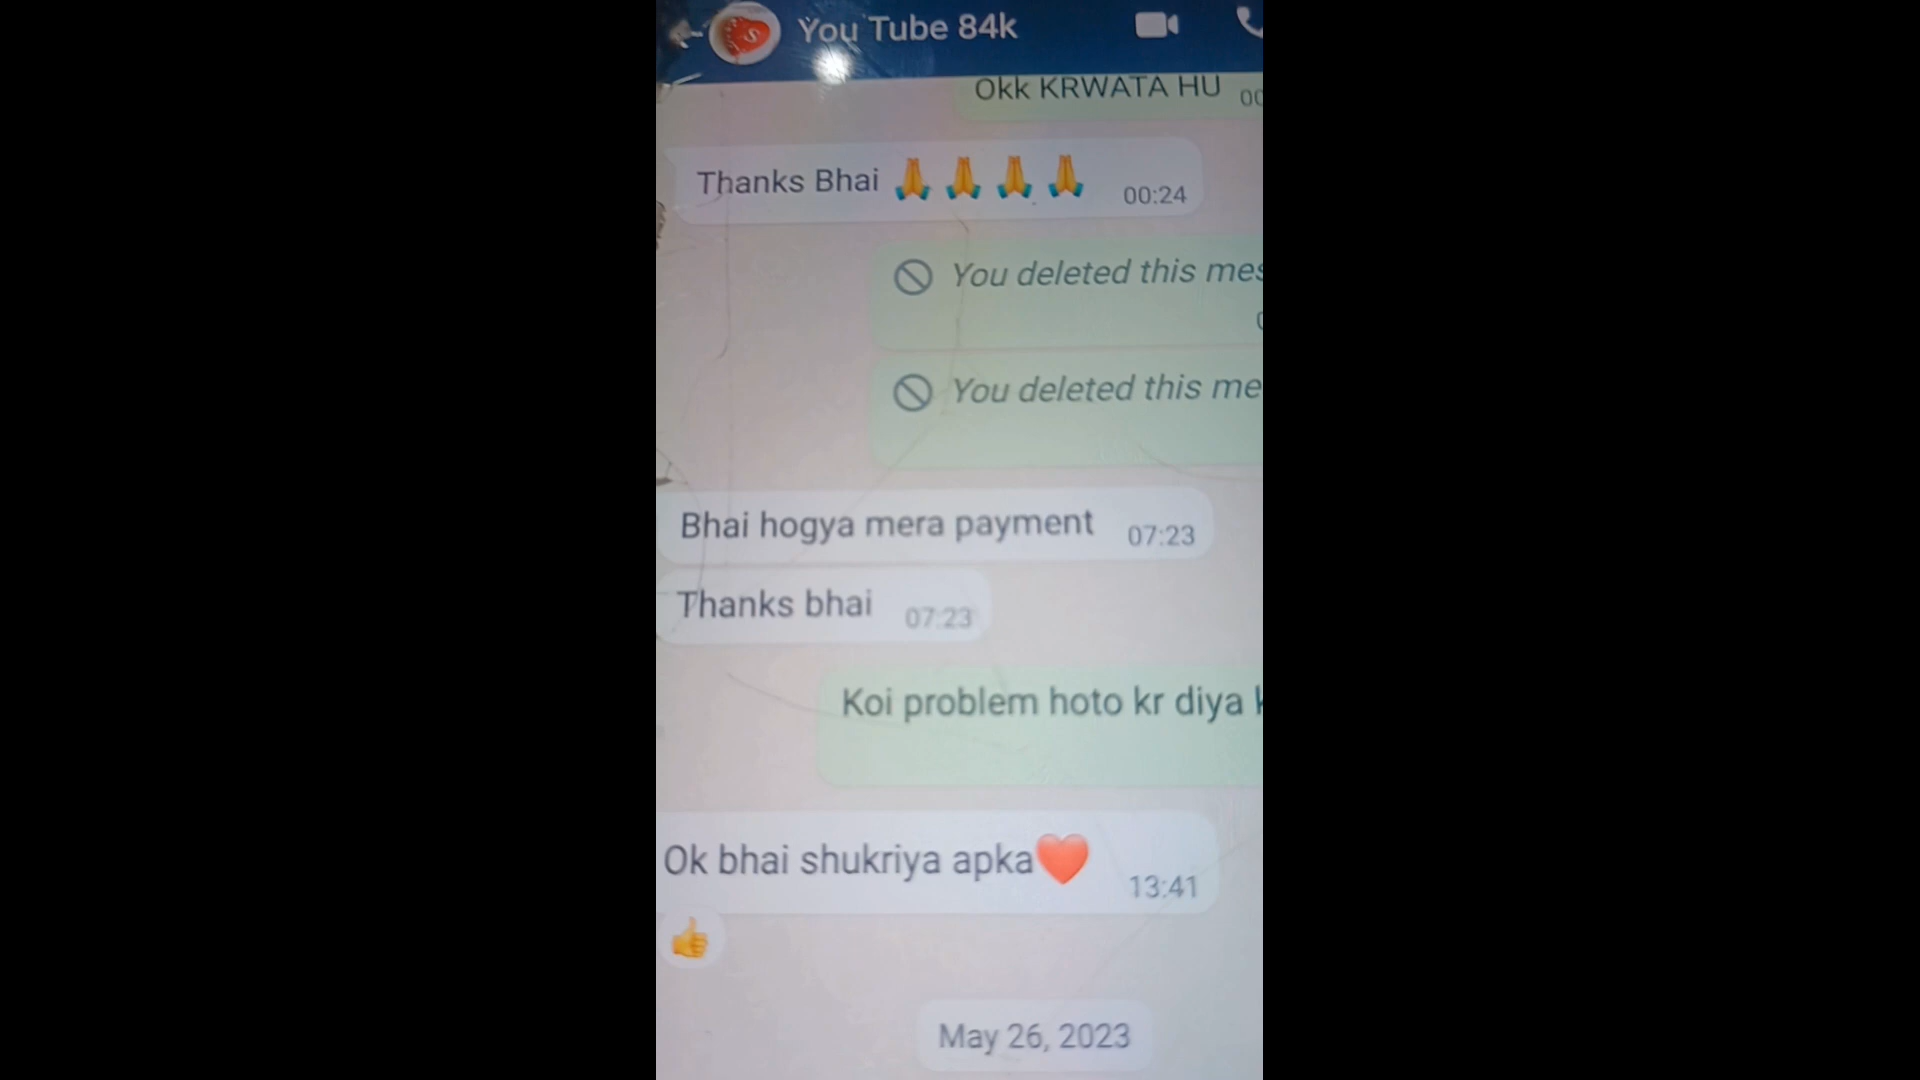 You Tube 84k
Okk KRWATA HU
Thanks Bhai 🙏🙏🙏🙏 00:24
You deleted this mes
You deleted this me
Bhai hogya mera payment 07:23
Thanks bhai 07:23
Koi problem hoto kr diya
Ok bhai shukriya apka❤️ 13:41
👍
May 26, 2023